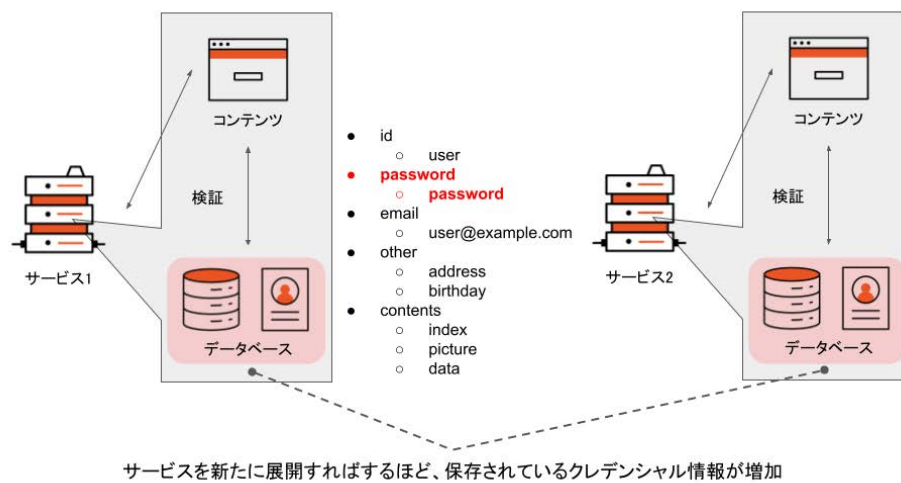 コンテンツ
検証
サービス1
データベース
● id
○ user
● password
○ password
● email
○ user@example.com
● other
○ address
○ birthday
● contents
○ index
○ picture
○ data
コンテンツ
検証
サービス2
データベース
サービスを新たに展開すればするほど、保存されているクレデンシャル情報が増加